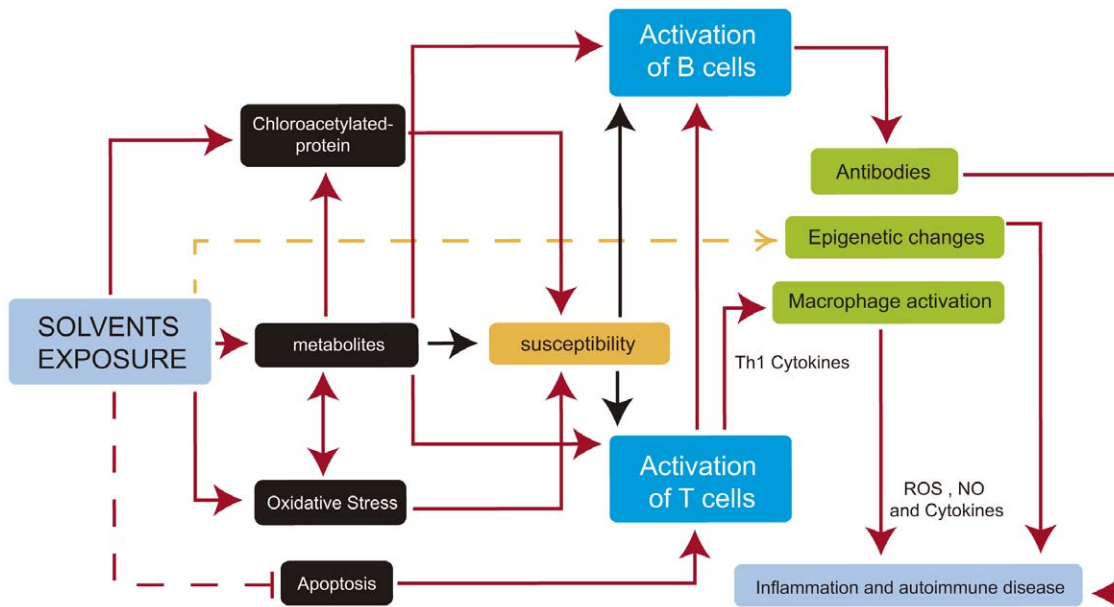 Activation
of B cells
Chloroacetylated-
protein
Antibodies
Epigenetic changes
Macrophage activation
SOLVENTS
EXPOSURE
metabolites
susceptibility
Th1 Cytokines
Activation
of T cells
Oxidative Stress
ROS , NO
and Cytokines
Apoptosis
Inflammation and autoimmune disease